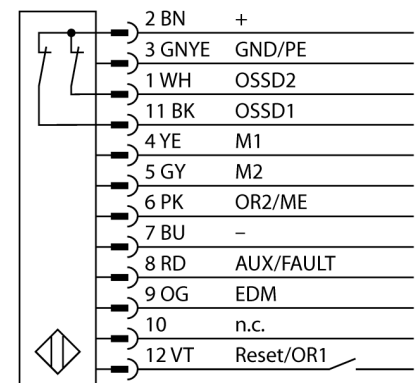 2 BN +
3 GNYE GND/PE
1 WH OSSD2
11 BK OSSD1
4 YE M1
5 GY M2
6 PK OR2/ME
7 BU –
8 RD AUX/FAULT
9 OG EDM
10 n.c.
12 VT Reset/OR1